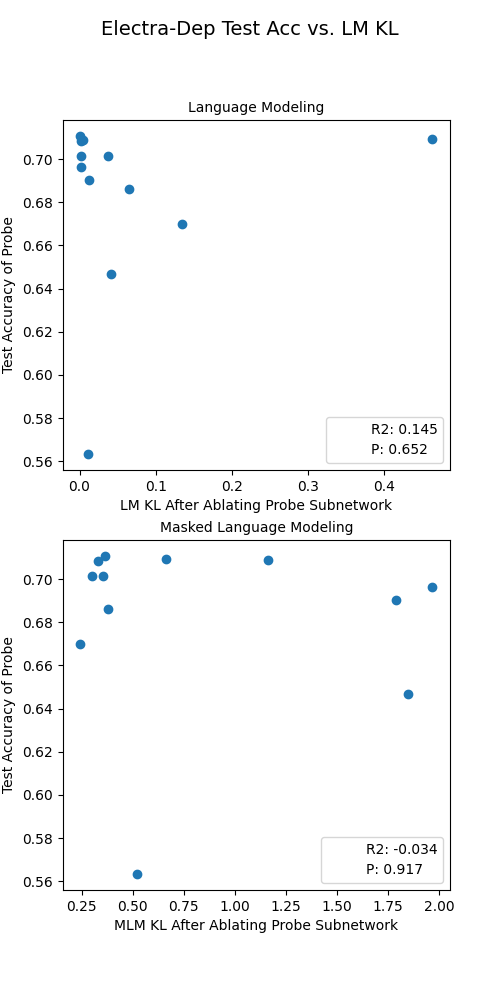 Electra-Dep Test Acc vs. LM KL
Language Modeling
Test Accuracy of Probe
0.70
0.68
0.66
0.64
0.62
0.60
0.58
0.56
R2: 0.145
P: 0.652
0.0 0.1 0.2 0.3 0.4
LM KL After Ablating Probe Subnetwork
Masked Language Modeling
Test Accuracy of Probe
0.70
0.68
0.66
0.64
0.62
0.60
0.58
0.56
R2: -0.034
P: 0.917
0.25 0.50 0.75 1.00 1.25 1.50 1.75 2.00
MLM KL After Ablating Probe Subnetwork